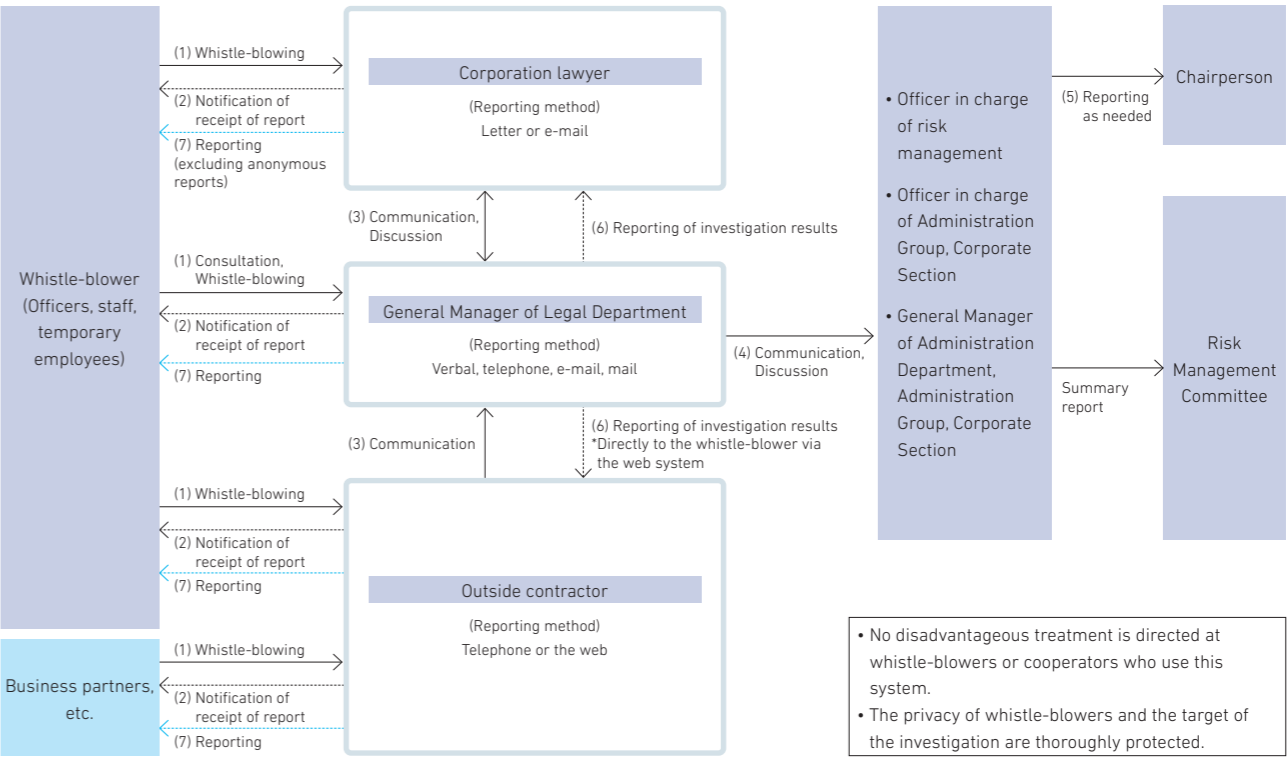 Whistle-blower
(Officers, staff,
temporary
employees)
Business partners,
etc.
(1) Whistle-blowing
(2) Notification of
receipt of report
(7) Reporting
(excluding anonymous
reports)
(1) Consultation,
Whistle-blowing
(2) Notification of
receipt of report
(7) Reporting
(1) Whistle-blowing
(2) Notification of
receipt of report
(7) Reporting
(1) Whistle-blowing
(2) Notification of
receipt of report
(7) Reporting
Corporation lawyer
(Reporting method)
Letter or e-mail
(3) Communication,
Discussion
(6) Reporting of investigation results
General Manager of Legal Department
(Reporting method)
Verbal, telephone, e-mail, mail
(3) Communication
(6) Reporting of investigation results
*Directly to the whistle-blower via
the web system
Outside contractor
(Reporting method)
Telephone or the web
(4) Communication,
Discussion
• Officer in charge
of risk
management
• Officer in charge
of Administration
Group, Corporate
Section
• General Manager
of Administration
Department,
Administration
Group, Corporate
Section
(5) Reporting
as needed
Chairperson
Summary
report
Risk
Management
Committee
• No disadvantageous treatment is directed at
whistle-blowers or cooperators who use this
system.
• The privacy of whistle-blowers and the target of
the investigation are thoroughly protected.